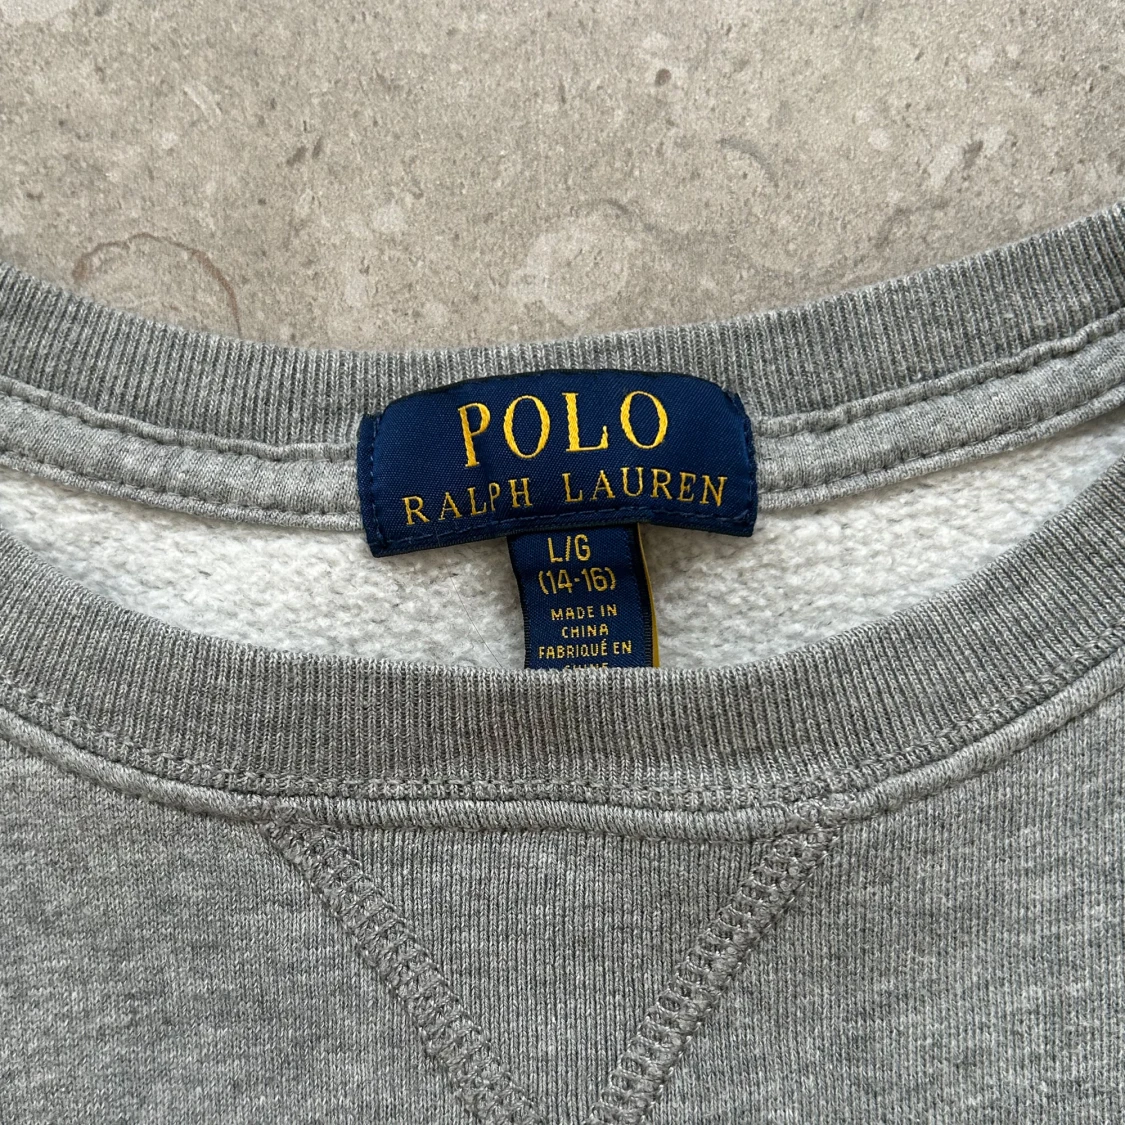 POLO
RALPH LAUREN
L/G
(14-16)
MADE IN
CHINA
FABRIQUÉ EN